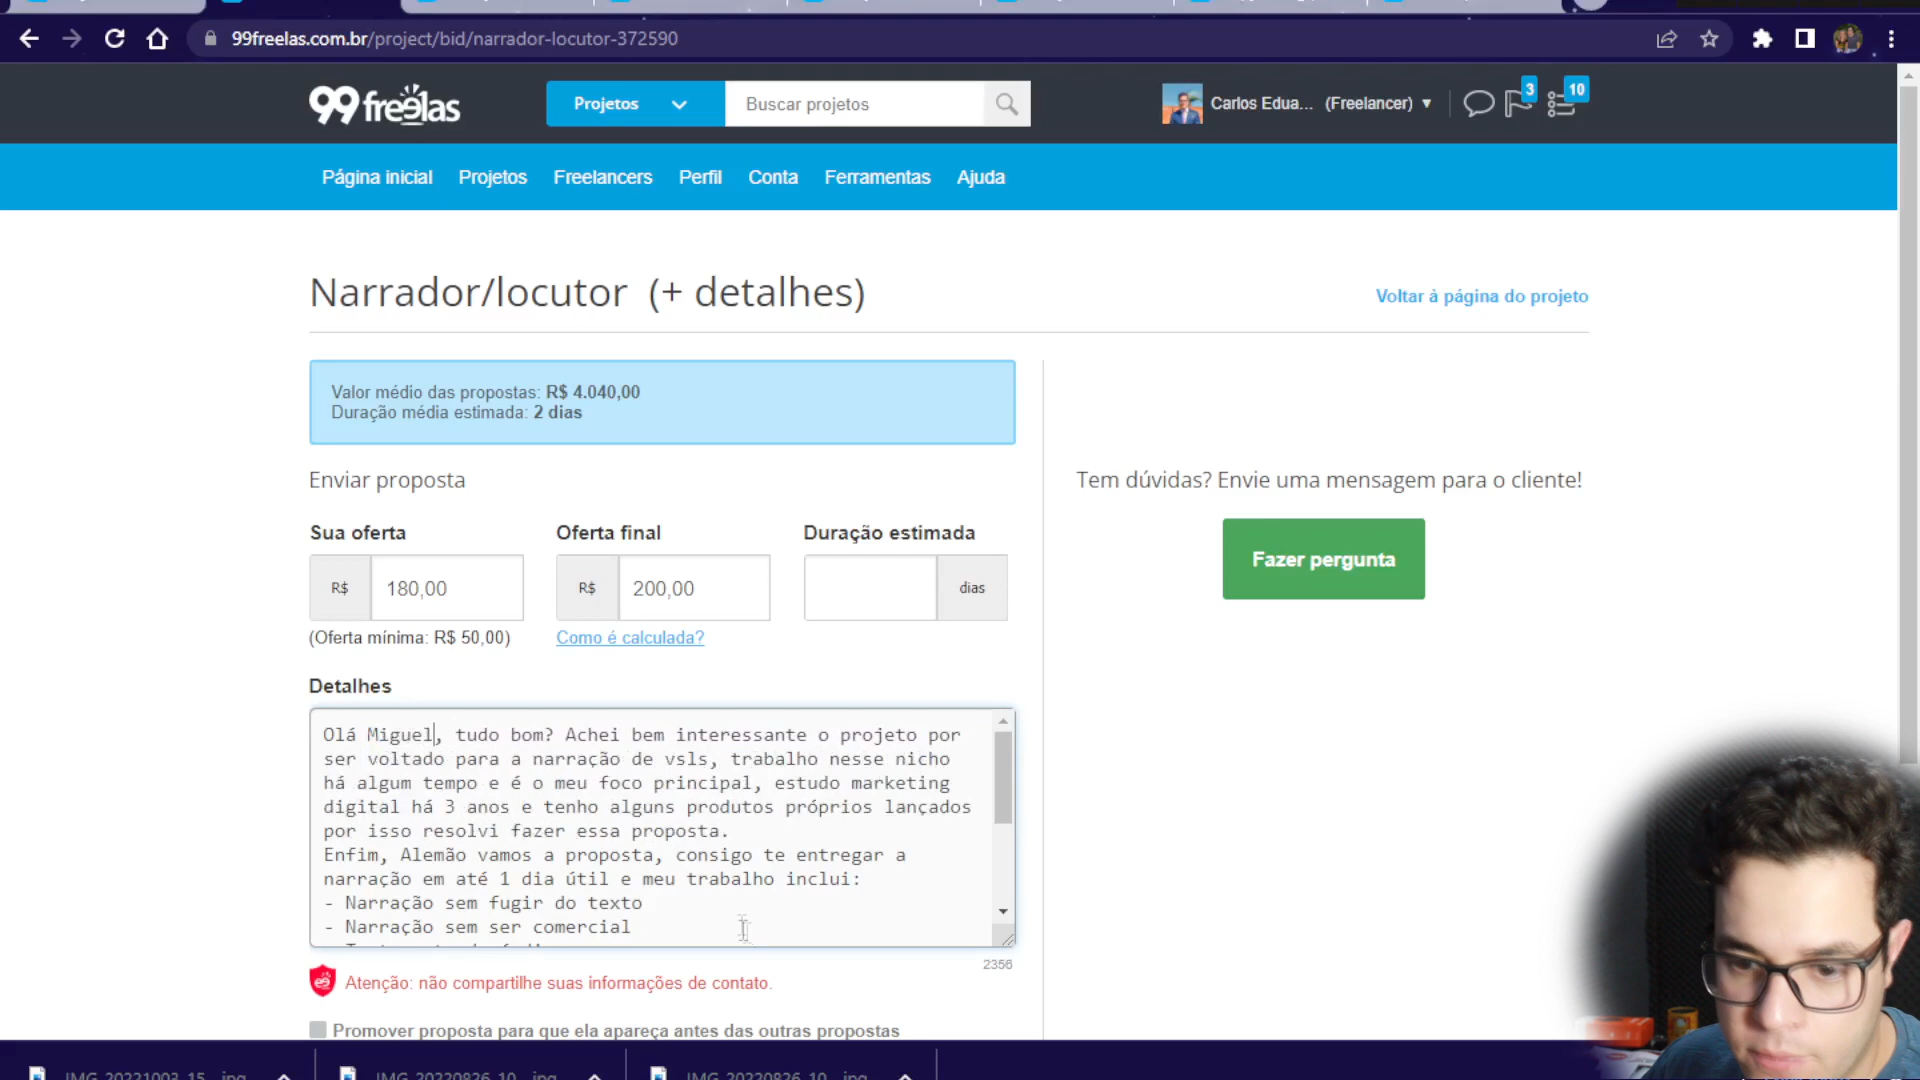 99freelas.com.br/project/bid/narrador-locutor-372590
99freelas
Projetos
Buscar projetos
Carlos Edua... (Freelancer)
3
10
Página inicial
Projetos
Freelancers
Perfil
Conta
Ferramentas
Ajuda
Narrador/locutor (+ detalhes)
Voltar à página do projeto
Valor médio das propostas: R$ 4.040,00
Duração média estimada: 2 dias
Enviar proposta
Tem dúvidas? Envie uma mensagem para o cliente!
Fazer pergunta
Sua oferta
Oferta final
Duração estimada
R$ 180,00
R$ 200,00
dias
(Oferta mínima: R$ 50,00)
Como é calculada?
Detalhes
Olá Miguel, tudo bom? Achei bem interessante o projeto por
ser voltado para a narração de vsls, trabalho nesse nicho
há algum tempo e é o meu foco principal, estudo marketing
digital há 3 anos e tenho alguns produtos próprios lançados
por isso resolvi fazer essa proposta.
Enfim, Alemão vamos a proposta, consigo te entregar a
narração em até 1 dia útil e meu trabalho inclui:
- Narração sem fugir do texto
- Narração sem ser comercial
2356
Atenção: não compartilhe suas informações de contato.
Promover proposta para que ela apareça antes das outras propostas
IMG_20221003_15....jpg
IMG_20220826_10....jpg
IMG_20220826_10....jpg